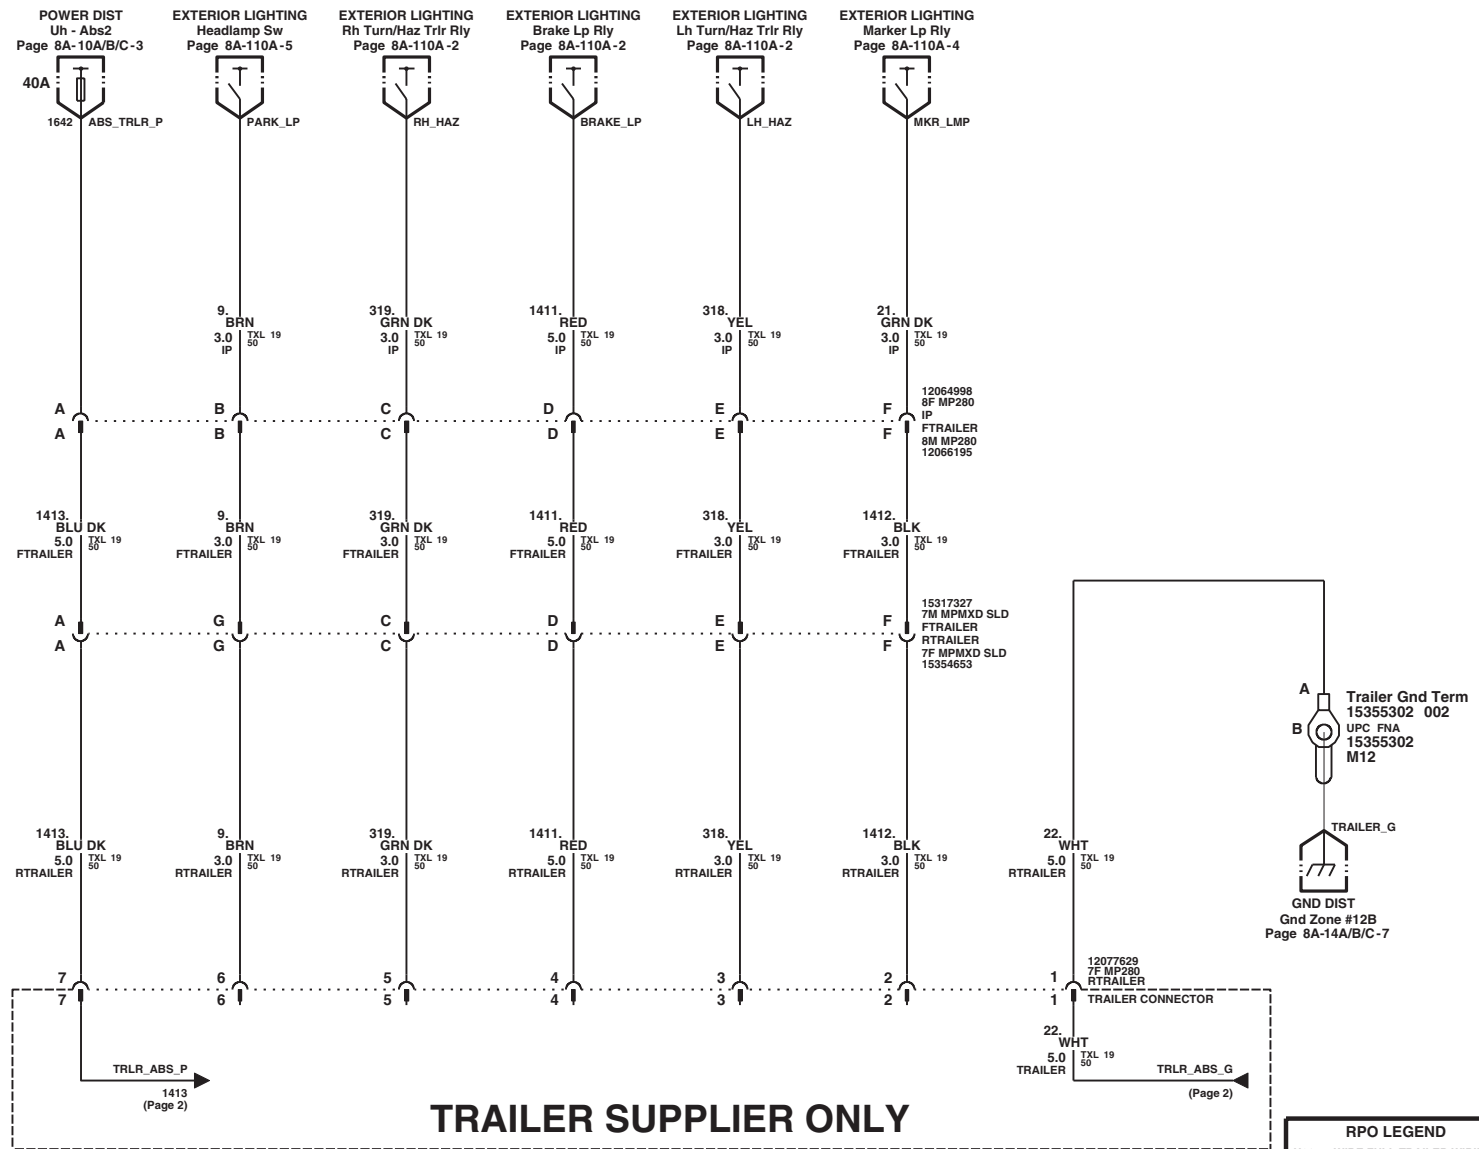 POWER DIST
Uh - Abs2
Page 8A-10A/B/C-3
EXTERIOR LIGHTING
Headlamp Sw
Page 8A-110A-5
EXTERIOR LIGHTING
Rh Turn/Haz Trlr Rly
Page 8A-110A-2
EXTERIOR LIGHTING
Brake Lp Rly
Page 8A-110A-2
EXTERIOR LIGHTING
Lh Turn/Haz Trlr Rly
Page 8A-110A-2
EXTERIOR LIGHTING
Marker Lp Rly
Page 8A-110A-4
40A
1642 ABS_TRLR_P
PARK_LP
RH_HAZ
BRAKE_LP
LH_HAZ
MKR_LMP
9.
BRN
3.0 TXL 19
50
IP
319.
GRN DK
3.0 TXL 19
50
IP
1411.
RED
5.0 TXL 19
50
IP
318.
YEL
3.0 TXL 19
50
IP
21.
GRN DK
3.0 TXL 19
50
IP
A B C D E F
A B C D E F
12064998
8F MP280
IP
FTRAILER
8M MP280
12066195
1413.
BLU DK
5.0 TXL 19
50
FTRAILER
9.
BRN
3.0 TXL 19
50
FTRAILER
319.
GRN DK
3.0 TXL 19
50
FTRAILER
1411.
RED
5.0 TXL 19
50
FTRAILER
318.
YEL
3.0 TXL 19
50
FTRAILER
1412.
BLK
3.0 TXL 19
50
FTRAILER
A G C D E F
A G C D E F
15317327
7M MPMXD SLD
FTRAILER
RTRAILER
7F MPMXD SLD
15354653
A
B
Trailer Gnd Term
15355302 002
UPC FNA
15355302
M12
TRAILER_G
GND DIST
Gnd Zone #12B
Page 8A-14A/B/C-7
1413.
BLU DK
5.0 TXL 19
50
RTRAILER
9.
BRN
3.0 TXL 19
50
RTRAILER
319.
GRN DK
3.0 TXL 19
50
RTRAILER
1411.
RED
5.0 TXL 19
50
RTRAILER
318.
YEL
3.0 TXL 19
50
RTRAILER
1412.
BLK
3.0 TXL 19
50
RTRAILER
22.
WHT
5.0 TXL 19
50
RTRAILER
7 6 5 4 3 2 1
7 6 5 4 3 2 1
12077629
7F MP280
RTRAILER
TRAILER CONNECTOR
22.
WHT
5.0 TXL 19
50
TRAILER
TRLR_ABS_P
1413
(Page 2)
TRLR_ABS_G
(Page 2)
TRAILER SUPPLIER ONLY
RPO LEGEND